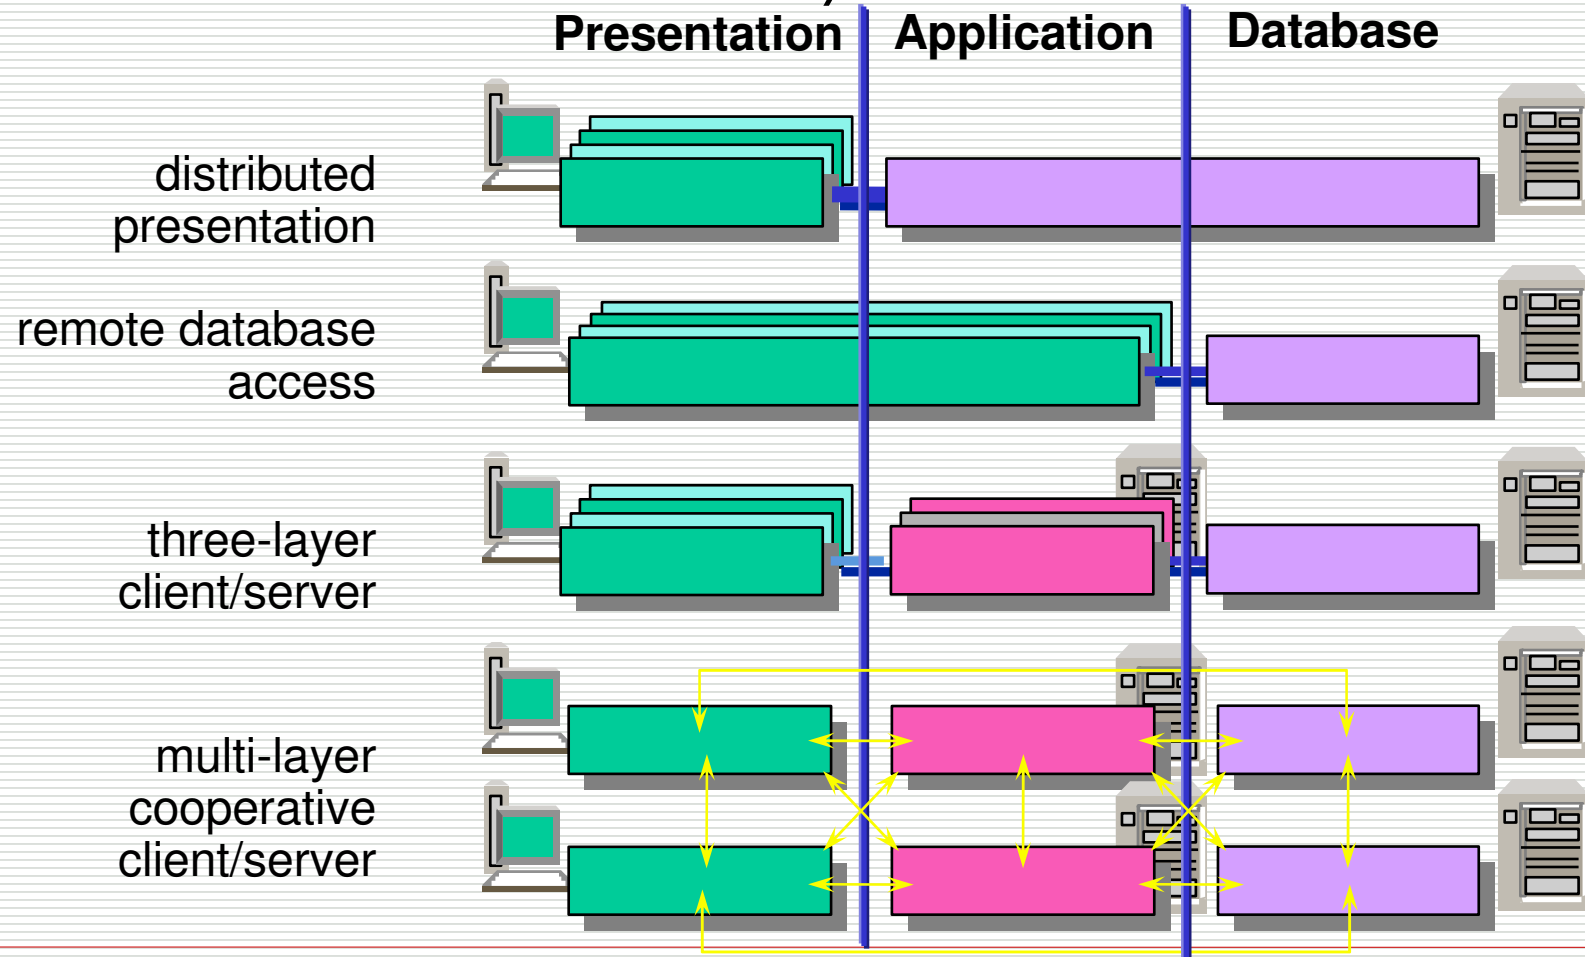 Presentation Application Database
distributed
presentation
remote database
access
three-layer
client/server
multi-layer
cooperative
client/server